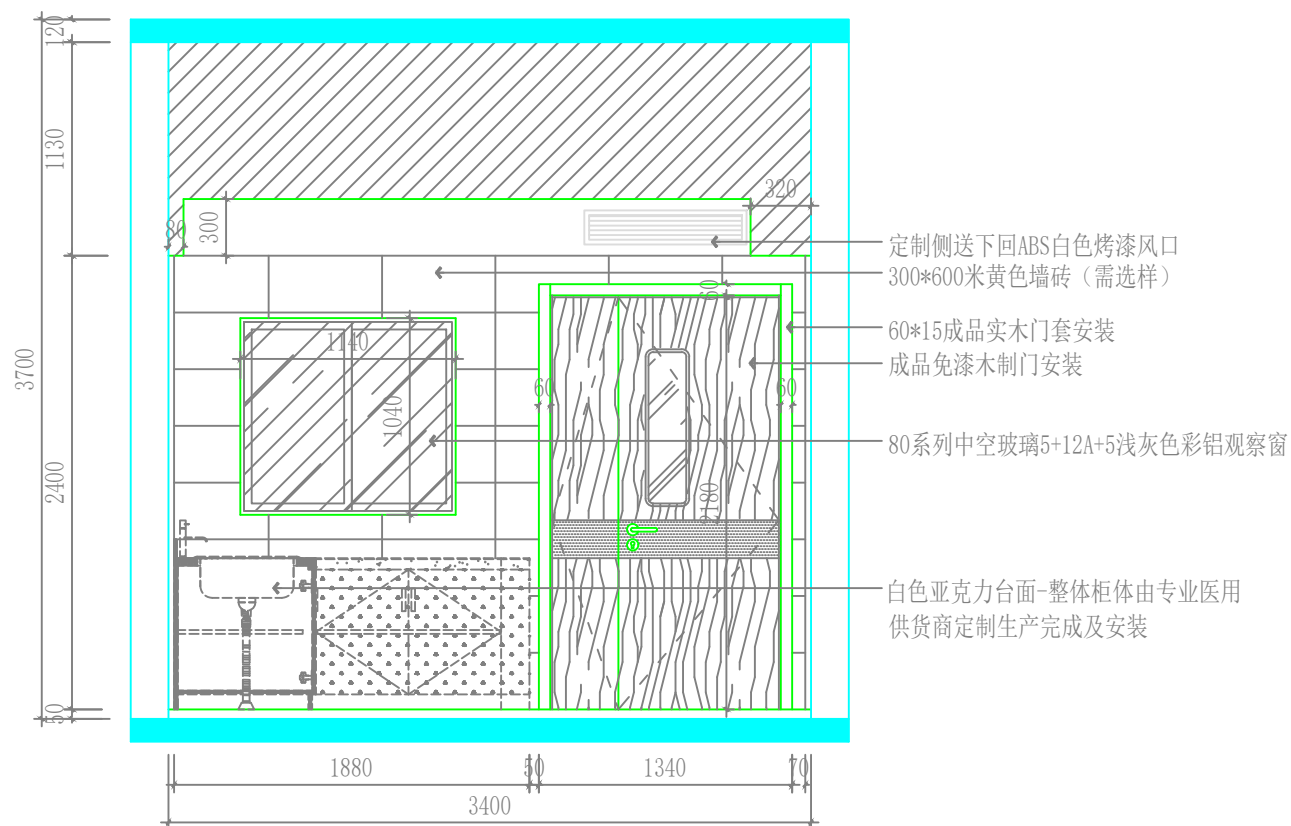 120
1130
320
80
300
定制侧送下回ABS白色烤漆风口
300*600米黄色墙砖（需选样）
60
60*15成品实木门套安装
成品免漆木制门安装
3700
1140
60
60
1040
80系列中空玻璃5+12A+5浅灰色彩铝观察窗
2400
2180
白色亚克力台面-整体柜体由专业医用
供货商定制生产完成及安装
50
1880
50
1340
70
3400